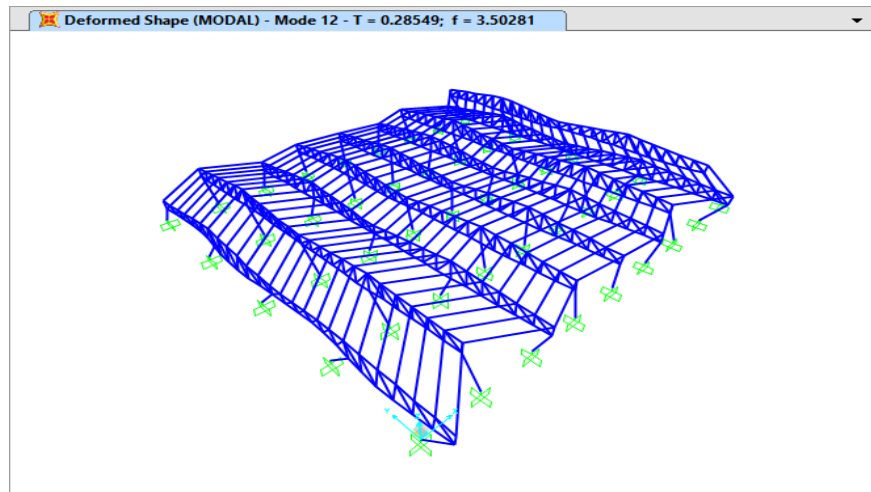 Deformed Shape (MODAL) - Mode 12 - T = 0.28549;  f = 3.50281